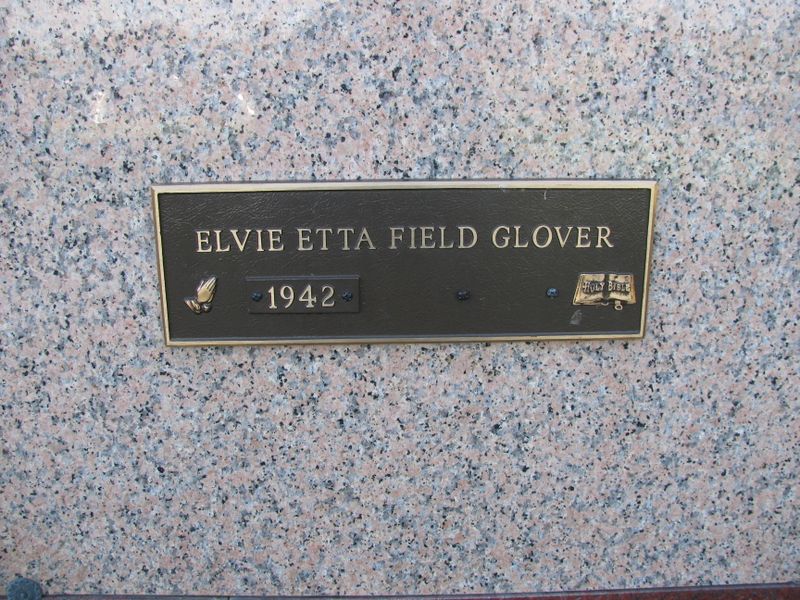 ELVIE ETTA FIELD GLOVER
1942
HOLY BIBLE